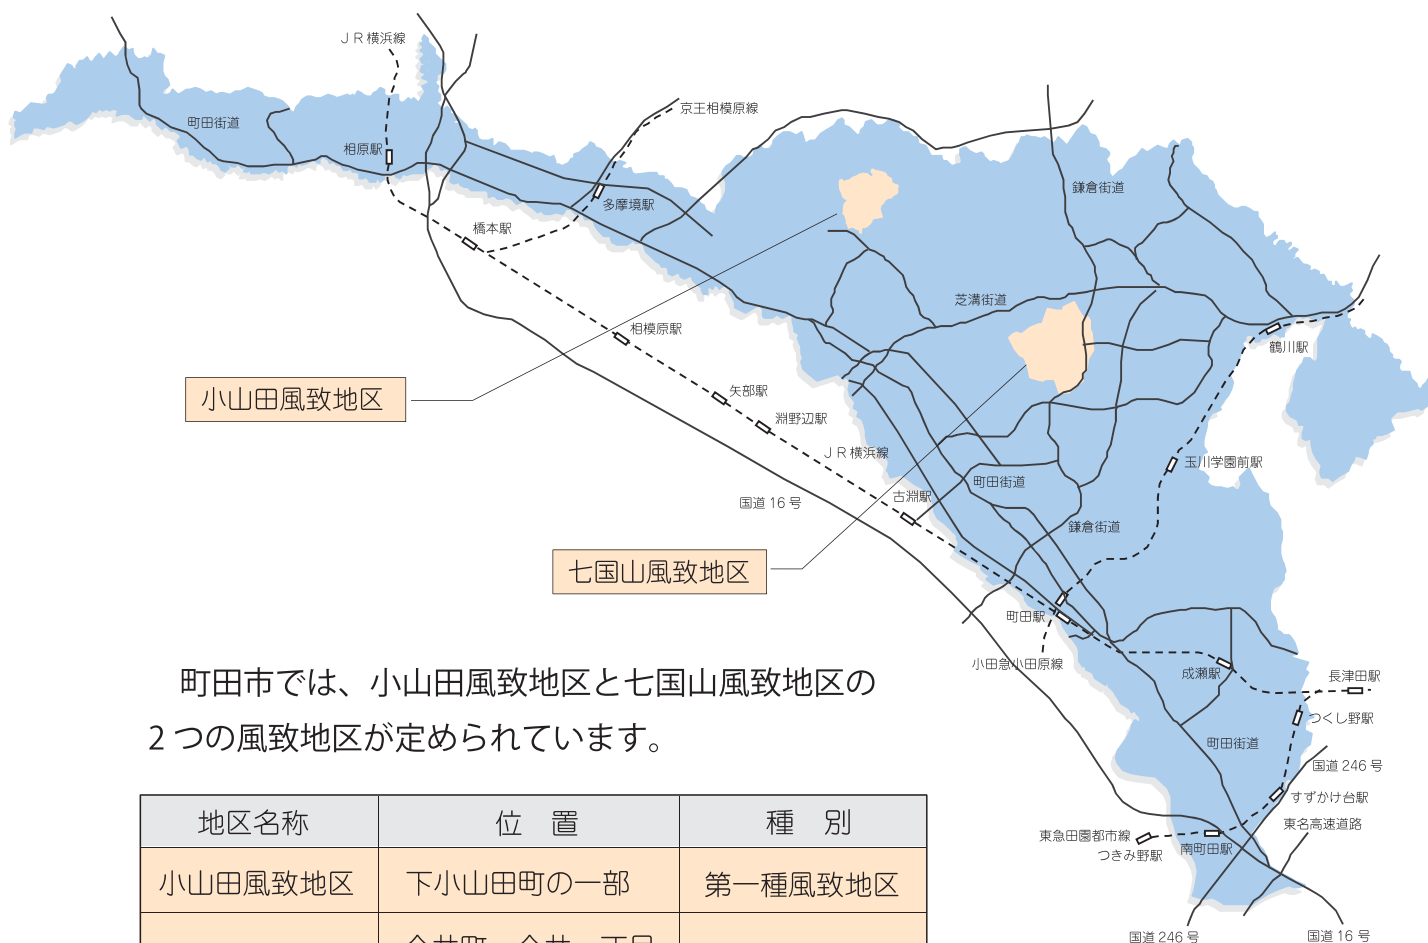 ＪＲ横浜線
京王相模原線
町田街道
相原駅
鎌倉街道
多摩境駅
橋本駅
芝溝街道
相模原駅
鶴川駅
小山田風致地区
矢部駅
淵野辺駅
ＪＲ横浜線
玉川学園前駅
町田街道
古淵駅
国道 16 号
鎌倉街道
七国山風致地区
町田駅
小田急小田原線
成瀬駅
長津田駅
つくし野駅
町田市では、小山田風致地区と七国山風致地区の
2 つの風致地区が定められています。
町田街道
国道 246 号
すずかけ台駅
東名高速道路
東急田園都市線
つきみ野駅
南町田駅
国道 246 号
国道 16 号
地区名称 位　置 種　別
小山田風致地区 下小山田町の一部 第一種風致地区